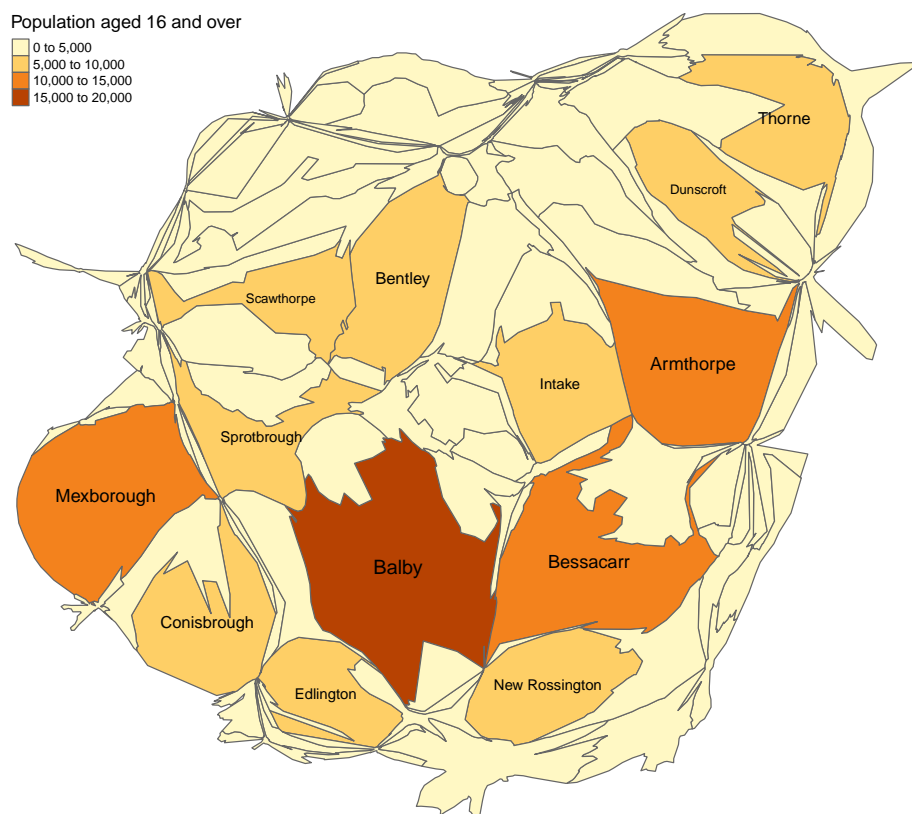 Population aged 16 and over
0 to 5,000
5,000 to 10,000
10,000 to 15,000
15,000 to 20,000
Thorne
Dunscroft
Bentley
Scawthorpe
Armthorpe
Intake
Sprotbrough
Mexborough
Bessacarr
Balby
Conisbrough
New Rossington
Edlington